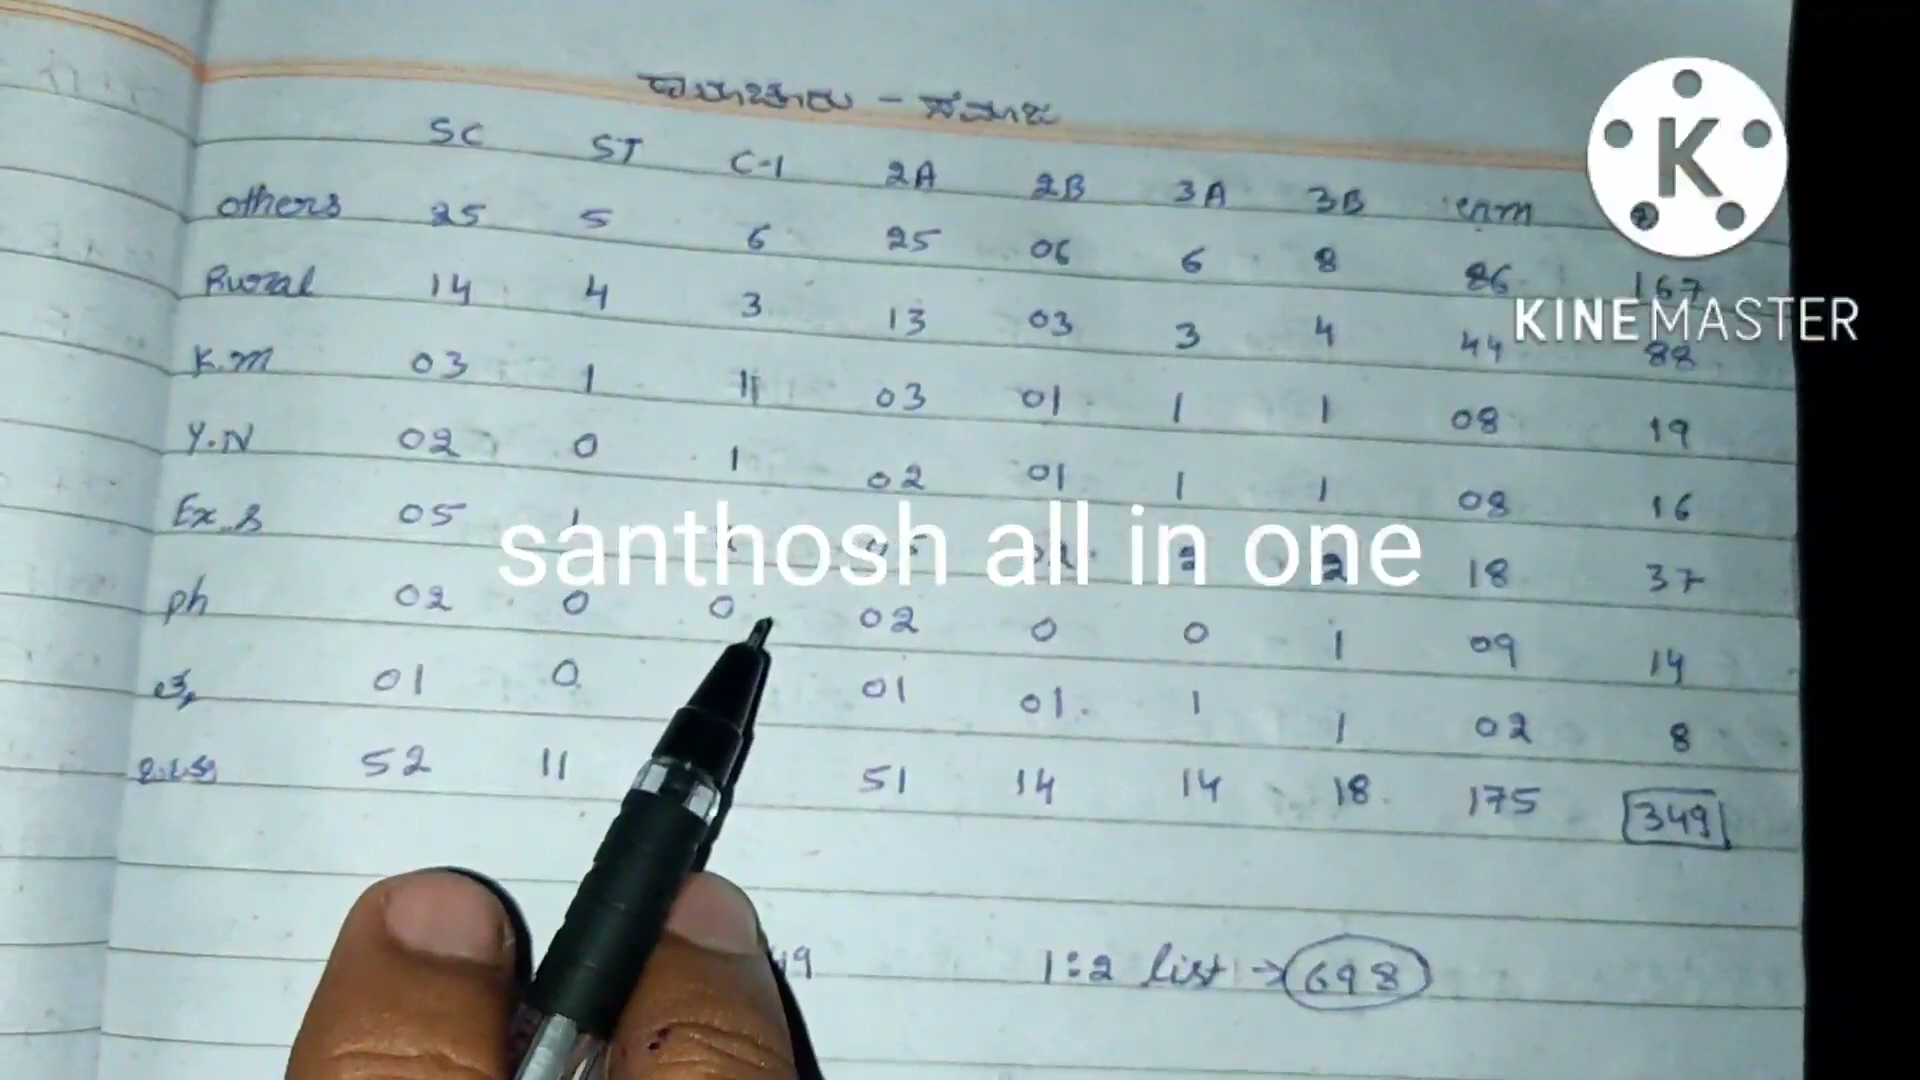 SC ST C-1 2A 2B 3A 3B
others 25 5 6 25 06 6 8 86 167
Rural 14 4 3 13 03 3 4 44 88
K.M 03 1 1 03 01 1 1 08 19
Y.N 02 0 1 02 01 1 1 08 16
Ex.S 05 1 2 2 18 37
ph 02 0 0 02 0 0 1 09 14
01 0 01 01 1 1 02 8
52 11 51 14 14 18 175 349
1:2 list → 698
K
KINEMASTER
santhosh all in one